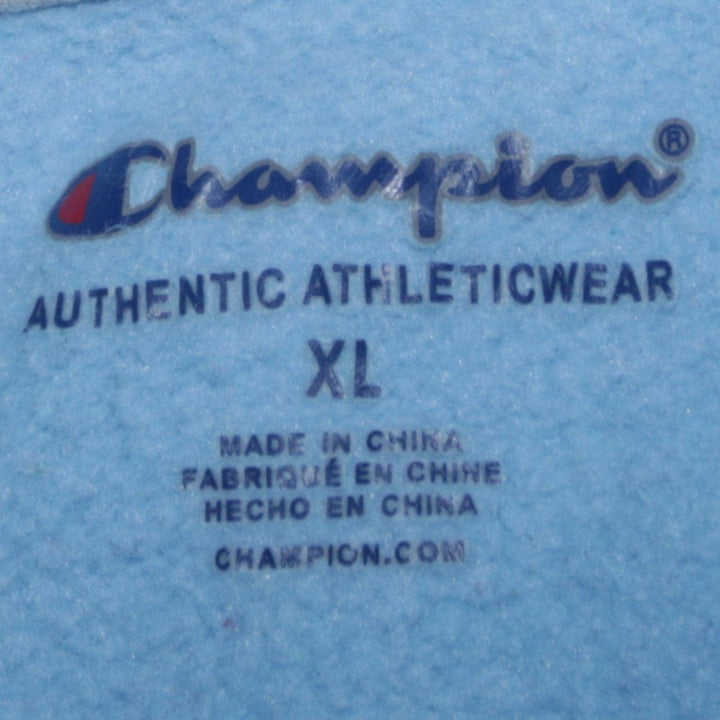 Champion®
AUTHENTIC ATHLETICWEAR
XL
MADE IN CHINA
FABRIQUÉ EN CHINE
HECHO EN CHINA
CHAMPION.COM